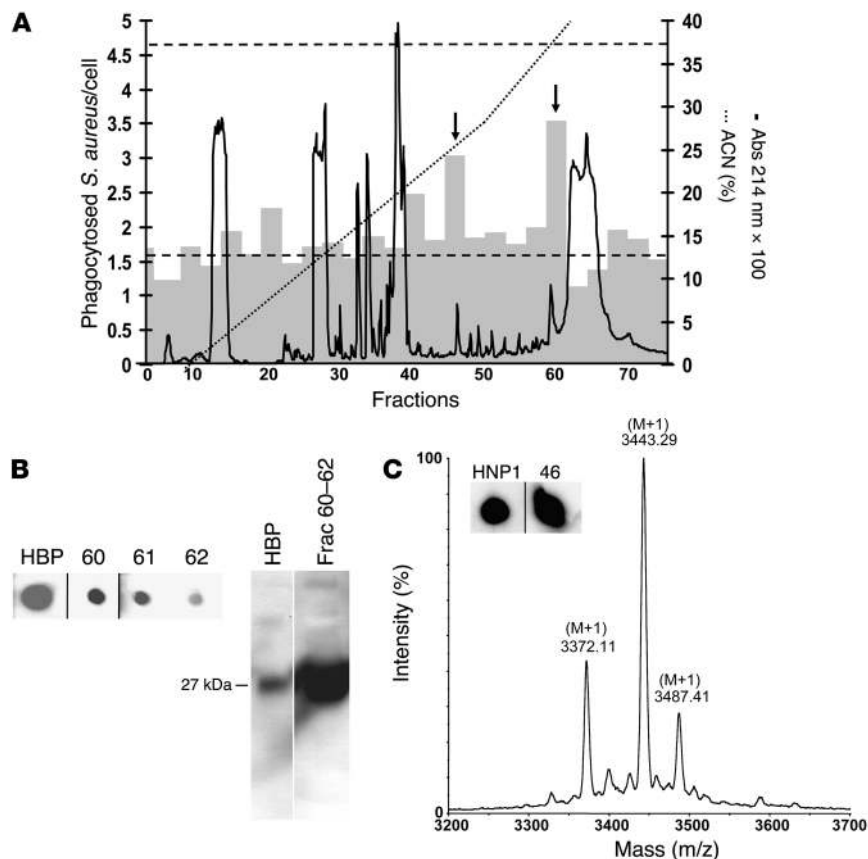 A
Phagocytosed S. aureus/cell
5
4.5
4
3.5
3
2.5
2
1.5
1
0.5
0
40
35
30
25
20
15
10
5
0
... ACN (%)
- Abs 214 nm × 100
0 10 20 30 40 50 60 70
Fractions
B
HBP 60 61 62
HBP
Frac 60–62
27 kDa
C
HNP1 46
(M+1)
3443.29
(M+1)
3372.11
(M+1)
3487.41
Intensity (%)
100
0
3200 3300 3400 3500 3600 3700
Mass (m/z)